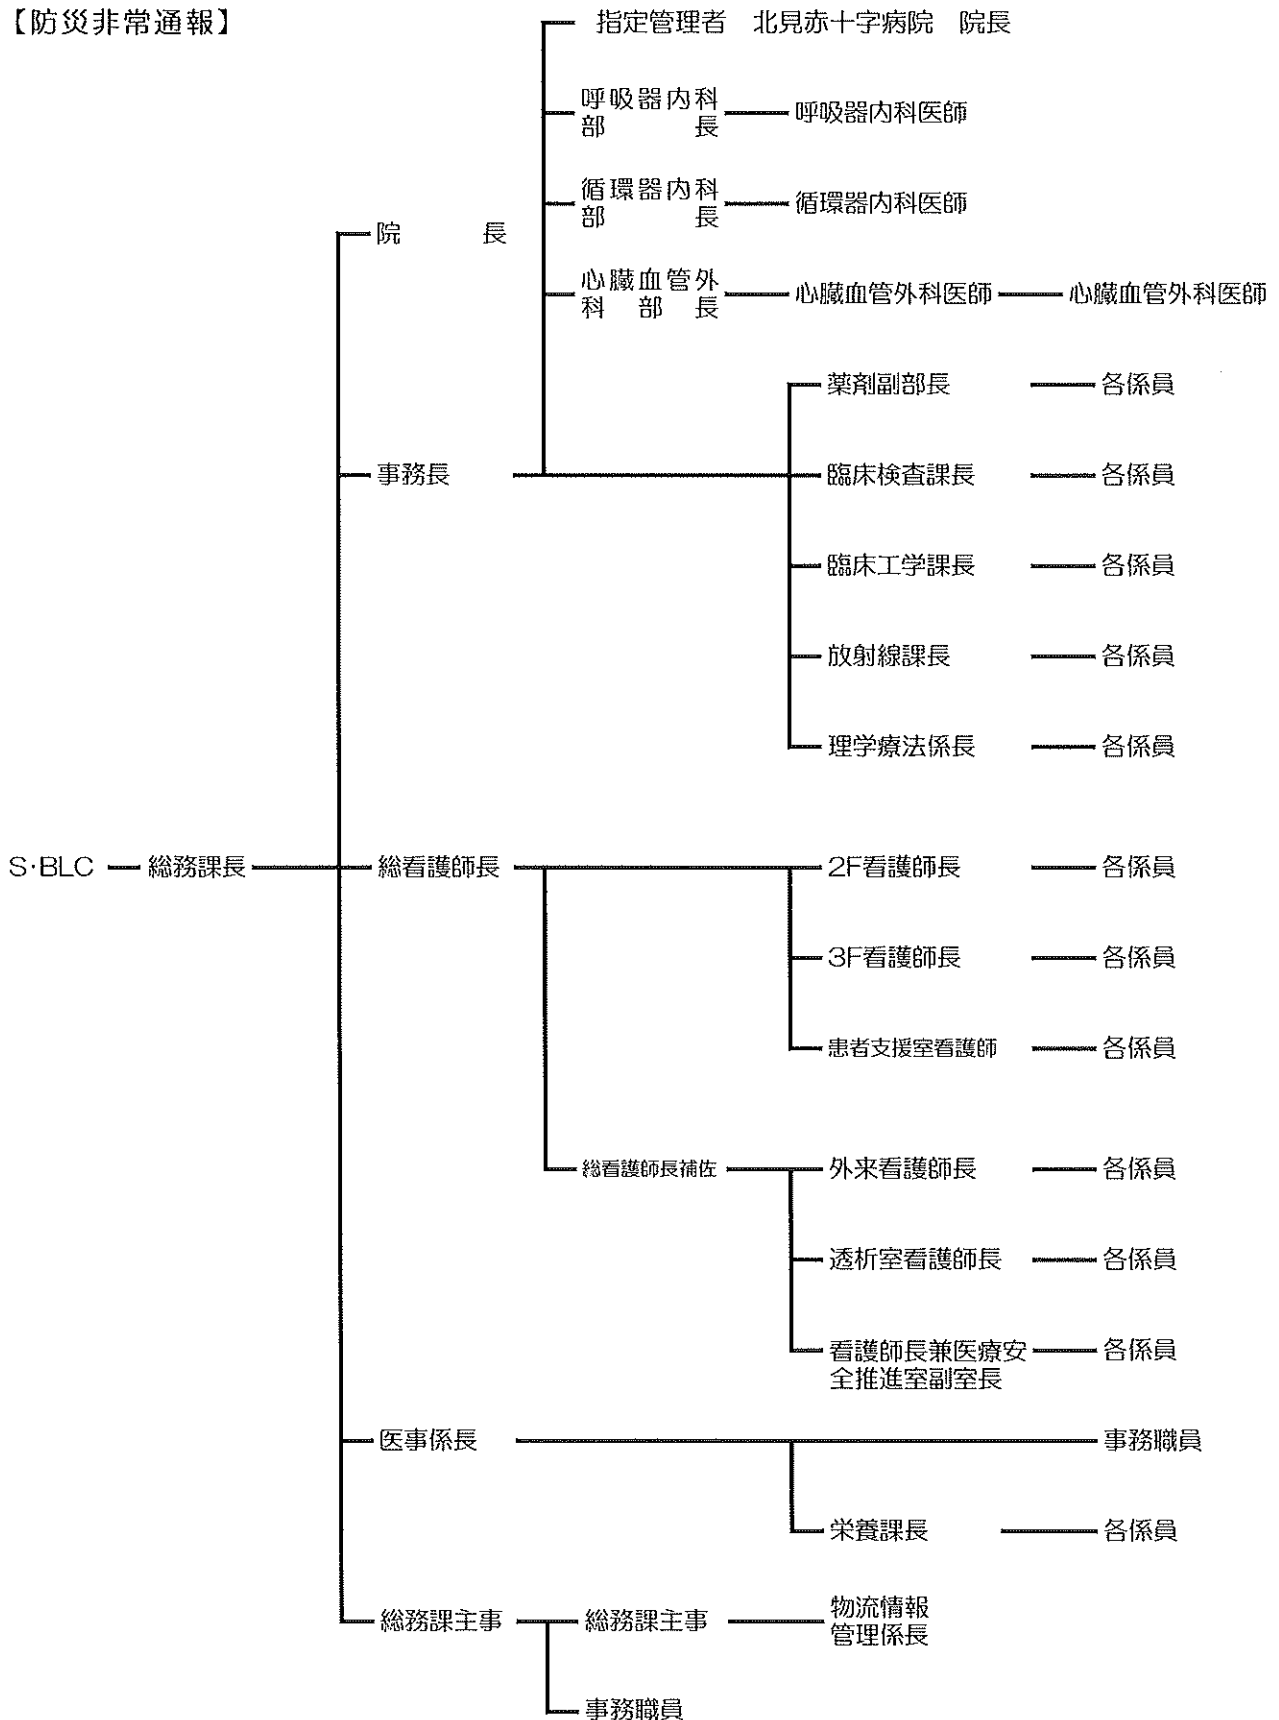 【防災非常通報】
指定管理者　北見赤十字病院　院長
呼吸器内科
部長
呼吸器内科医師
循環器内科
部長
循環器内科医師
院長
心臓血管外
科部長
心臓血管外科医師
心臓血管外科医師
薬剤副部長
各係員
事務長
臨床検査課長
各係員
臨床工学課長
各係員
放射線課長
各係員
理学療法係長
各係員
S･BLC
総務課長
総看護師長
2F看護師長
各係員
3F看護師長
各係員
患者支援室看護師
各係員
総看護師長補佐
外来看護師長
各係員
透析室看護師長
各係員
看護師長兼医療安
全推進室副室長
各係員
医事係長
事務職員
栄養課長
各係員
総務課主事
総務課主事
物流情報
管理係長
事務職員